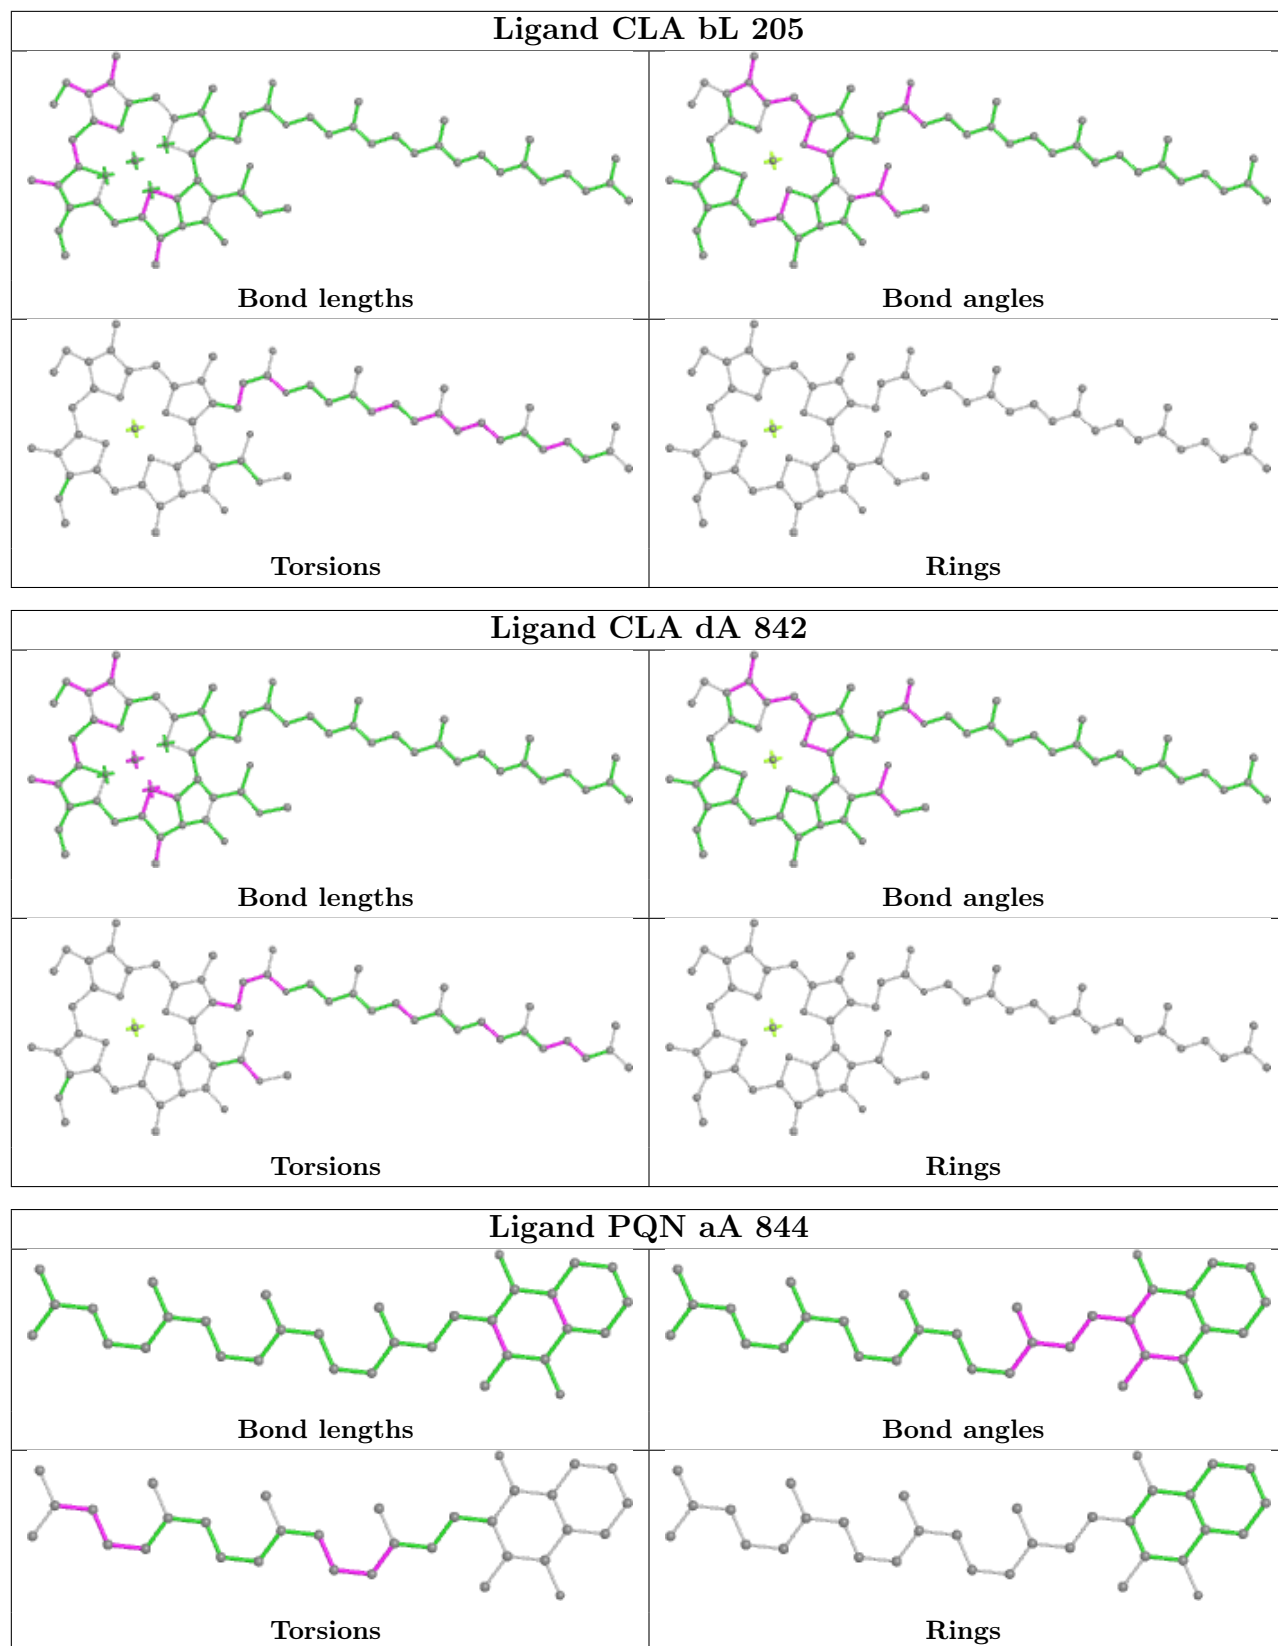 Ligand CLA bL 205
Bond lengths
Bond angles
Torsions
Rings
Ligand CLA dA 842
Bond lengths
Bond angles
Torsions
Rings
Ligand PQN aA 844
Bond lengths
Bond angles
Torsions
Rings